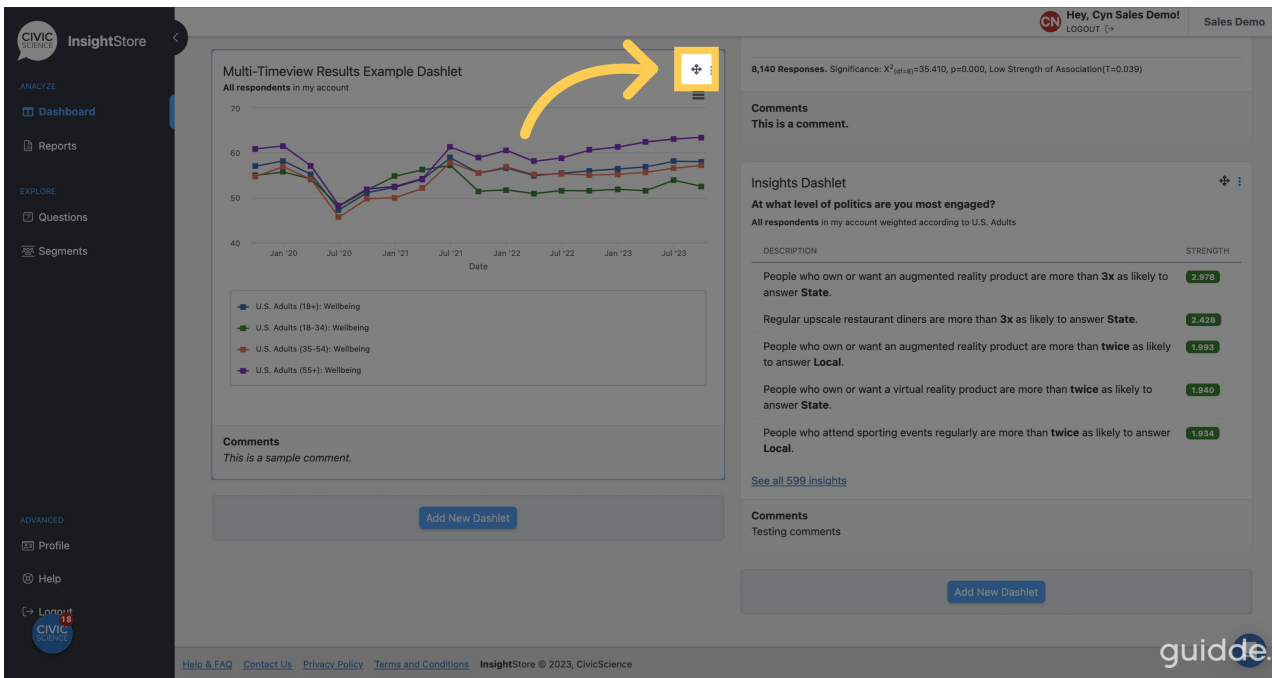 CIVIC
SCIENCE
InsightStore
Hey, Cyn Sales Demo!
CN
LOGOUT
Sales Demo
ANALYZE
Dashboard
Reports
EXPLORE
Questions
Segments
ADVANCED
Profile
Help
Logout
18
CIVIC
SCIENCE
Multi-Timeview Results Example Dashlet
All respondents in my account
70
60
50
40
Jan '20 Jul '20 Jan '21 Jul '21 Jan '22 Jul '22 Jan '23 Jul '23
Date
U.S. Adults (18+): Wellbeing
U.S. Adults (18-34): Wellbeing
U.S. Adults (35-54): Wellbeing
U.S. Adults (55+): Wellbeing
Comments
This is a sample comment.
Add New Dashlet
8,140 Responses. Significance: X²(df=8)=35.410, p=0.000, Low Strength of Association(T=0.039)
Comments
This is a comment.
Insights Dashlet
At what level of politics are you most engaged?
All respondents in my account weighted according to U.S. Adults
DESCRIPTION STRENGTH
People who own or want an augmented reality product are more than 3x as likely to 2.978
answer State.
Regular upscale restaurant diners are more than 3x as likely to answer State. 2.428
People who own or want an augmented reality product are more than twice as likely 1.993
to answer Local.
People who own or want a virtual reality product are more than twice as likely to 1.940
answer State.
People who attend sporting events regularly are more than twice as likely to answer 1.934
Local.
See all 599 insights
Comments
Testing comments
Add New Dashlet
Help & FAQ Contact Us Privacy Policy Terms and Conditions InsightStore © 2023, CivicScience
guidde.